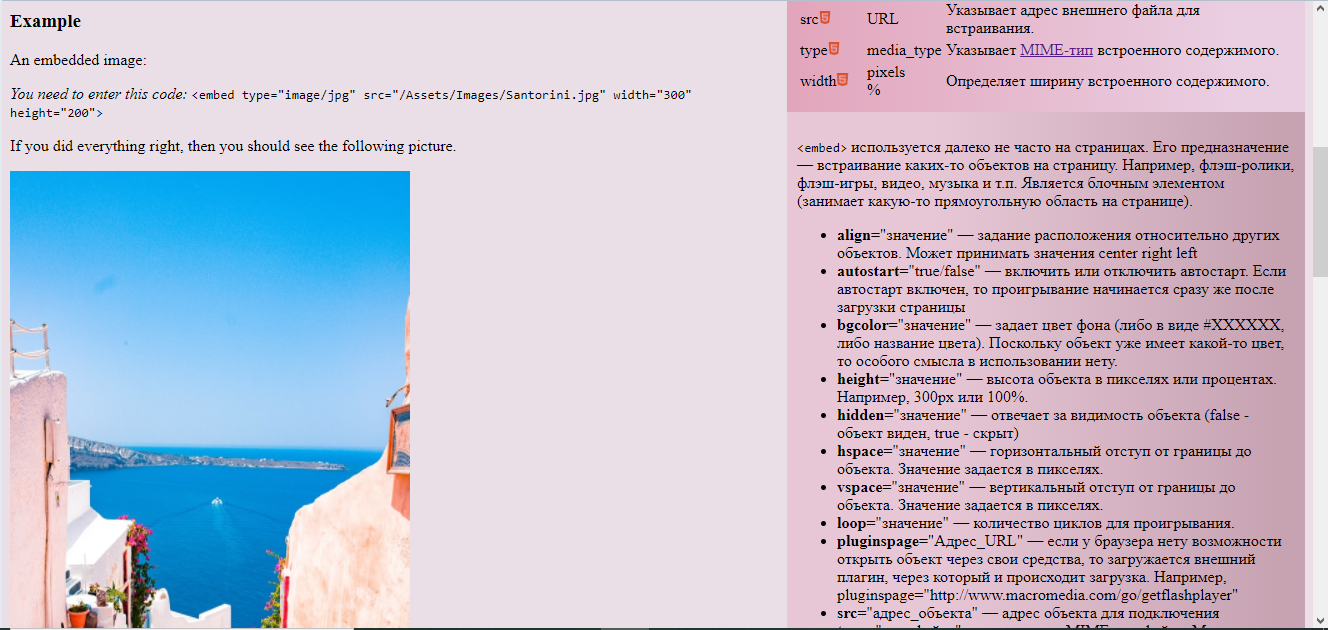 Example
An embedded image:
You need to enter this code: <embed type="image/jpg" src="/Assets/Images/Santorini.jpg" width="300"
height="200">
If you did everything right, then you should see the following picture.
src URL Указывает адрес внешнего файла для
встраивания.
type media_type Указывает MIME-тип встроенного содержимого.
width pixels
% Определяет ширину встроенного содержимого.
<embed> используется далеко не часто на страницах. Его предназначение
— встраивание каких-то объектов на страницу. Например, флэш-ролики,
флэш-игры, видео, музыка и т.п. Является блочным элементом
(занимает какую-то прямоугольную область на странице).
• align="значение" — задание расположения относительно других
объектов. Может принимать значения center right left
• autostart="true/false" — включить или отключить автостарт. Если
автостарт включен, то проигрывание начинается сразу же после
загрузки страницы
• bgcolor="значение" — задает цвет фона (либо в виде #XXXXXX,
либо название цвета). Поскольку объект уже имеет какой-то цвет,
то особого смысла в использовании нету.
• height="значение" — высота объекта в пикселях или процентах.
Например, 300px или 100%.
• hidden="значение" — отвечает за видимость объекта (false -
объект виден, true - скрыт)
• hspace="значение" — горизонтальный отступ от границы до
объекта. Значение задается в пикселях.
• vspace="значение" — вертикальный отступ от границы до
объекта. Значение задается в пикселях.
• loop="значение" — количество циклов для проигрывания.
• pluginspage="Адрес_URL" — если у браузера нету возможности
открыть объект через свои средства, то загружается внешний
плагин, через который и происходит загрузка. Например,
pluginspage="http://www.macromedia.com/go/getflashplayer"
• src="адрес_объекта" — адрес объекта для подключения